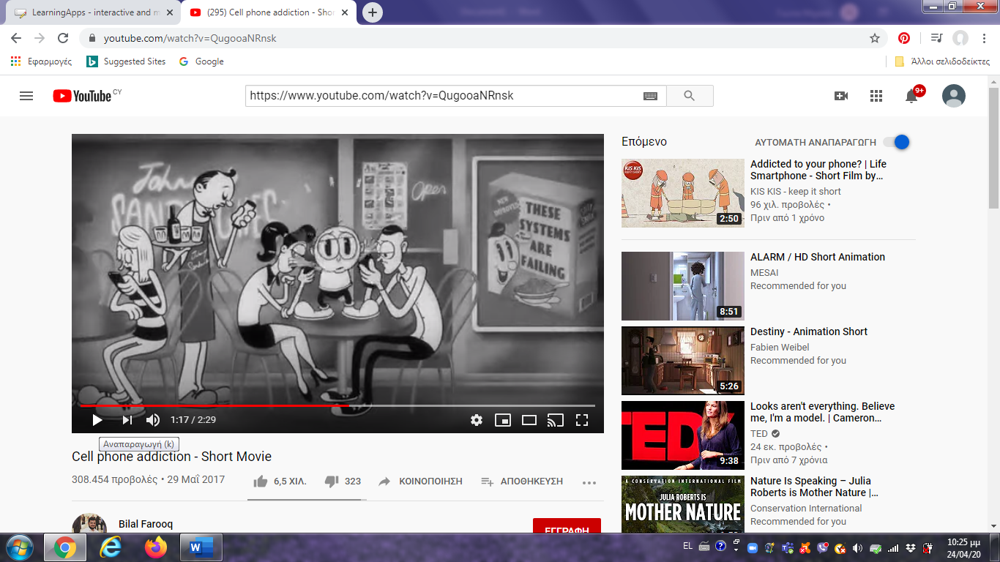 LearningApps - interactive and m
(295) Cell phone addiction - Shor
youtube.com/watch?v=QugooaNRnsk
Εφαρμογές
Suggested Sites
Google
Άλλοι σελιδοδείκτες
YouTube CY
https://www.youtube.com/watch?v=QugooaNRnsk
9+
John's
SANDWICHES
Open
THESE
SYSTEMS
ARE
FAILING
1:17 / 2:29
Αναπαραγωγή (k)
Cell phone addiction - Short Movie
308.454 προβολές • 29 Μαΐ 2017
6,5 ΧΙΛ.
323
ΚΟΙΝΟΠΟΙΗΣΗ
ΑΠΟΘΗΚΕΥΣΗ
Bilal Farooq
ΕΓΓΡΑΦΗ
Επόμενο
ΑΥΤΟΜΑΤΗ ΑΝΑΠΑΡΑΓΩΓΗ
KIS KIS
2:50
Addicted to your phone? | Life
Smartphone - Short Film by...
KIS KIS - keep it short
96 χιλ. προβολές •
Πριν από 1 χρόνο
8:51
ALARM / HD Short Animation
MESAI
Recommended for you
5:26
Destiny - Animation Short
Fabien Weibel
Recommended for you
TED
9:38
Looks aren't everything. Believe
me, I'm a model. | Cameron...
TED
24 εκ. προβολές •
Πριν από 7 χρόνια
A CONSERVATION INTERNATIONAL FILM
JULIA ROBERTS IS
MOTHER NATURE
Nature Is Speaking – Julia
Roberts is Mother Nature |...
Conservation International
Recommended for you
EL
10:25 μμ
24/04/20